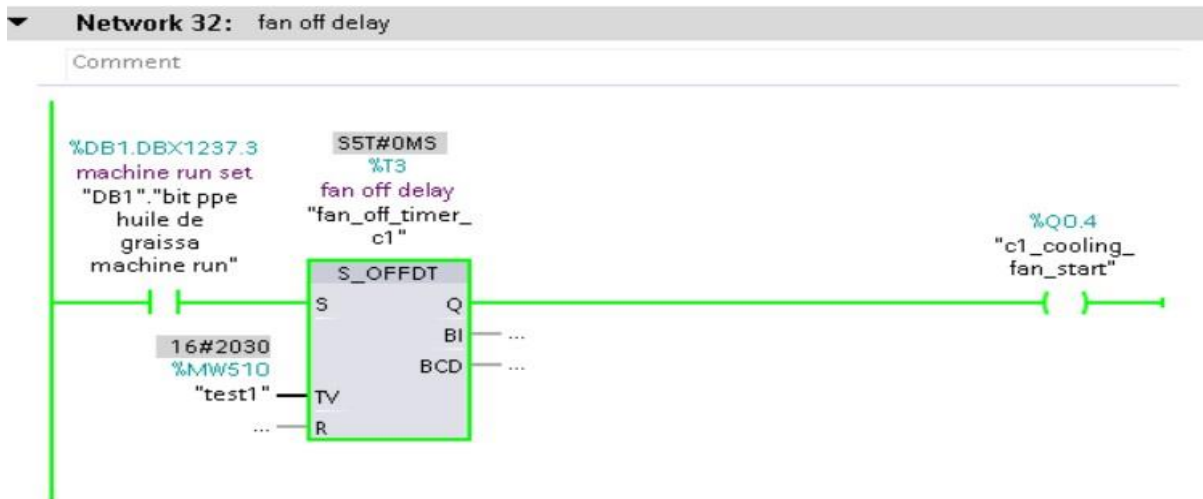 Network 32: fan off delay
Comment
%DB1.DBX1237.3
machine run set
"DB1"."bit ppe
huile de
graissa
machine run"
S5T#0MS
%T3
fan off delay
"fan_off_timer_
c1"
S_OFFDT
S
Q
BI
...
BCD
...
16#2030
%MW510
"test1"
TV
...
R
%Q0.4
"c1_cooling_
fan_start"